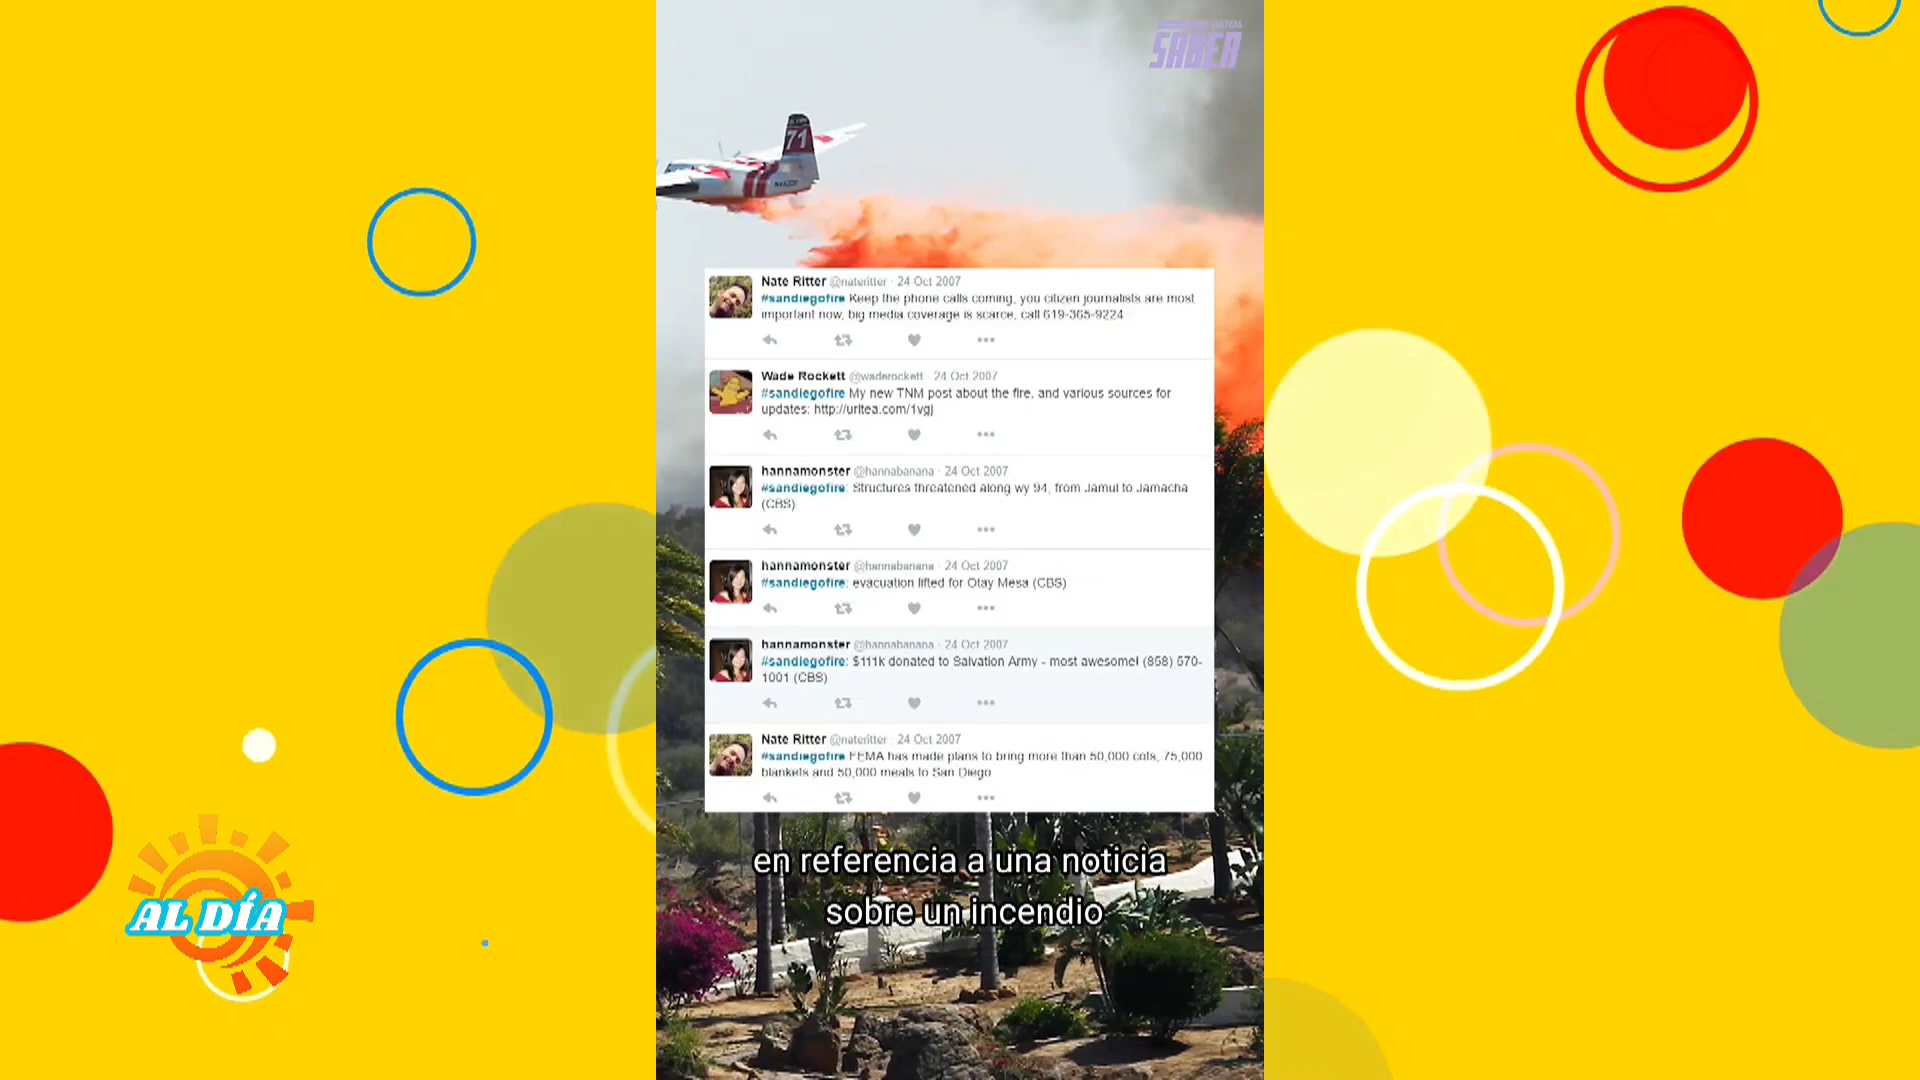 SABER
71
Nate Ritter @nateritter · 24 Oct 2007
#sandiegofire Keep the phone calls coming, you citizen journalists are most
important now, big media coverage is scarce, call 619-365-9224
Wade Rockett @waderockett · 24 Oct 2007
#sandiegofire My new TNM post about the fire, and various sources for
updates: http://urltea.com/1vgj
hannamonster @hannabanana · 24 Oct 2007
#sandiegofire: Structures threatened along wy 94, from Jamul to Jamacha
(CBS)
hannamonster @hannabanana · 24 Oct 2007
#sandiegofire: evacuation lifted for Otay Mesa (CBS)
hannamonster @hannabanana · 24 Oct 2007
#sandiegofire: $111k donated to Salvation Army - most awesome! (858) 570-
1001 (CBS)
Nate Ritter @nateritter · 24 Oct 2007
#sandiegofire FEMA has made plans to bring more than 50,000 cots, 75,000
blankets and 50,000 meals to San Diego
en referencia a una noticia
sobre un incendio
AL DÍA